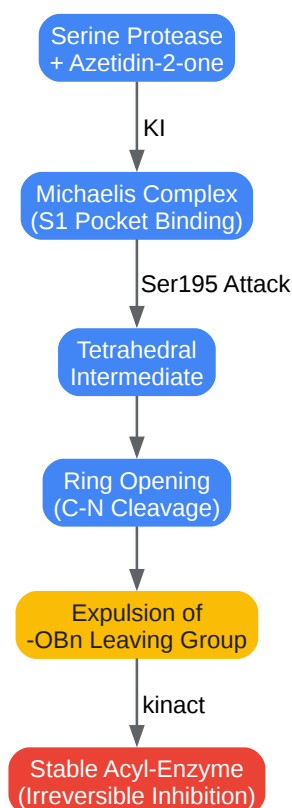 Serine Protease
+ Azetidin-2-one
KI
Michaelis Complex
(S1 Pocket Binding)
Ser195 Attack
Tetrahedral
Intermediate
Ring Opening
(C-N Cleavage)
Expulsion of
-OBn Leaving Group
kinact
Stable Acyl-Enzyme
(Irreversible Inhibition)